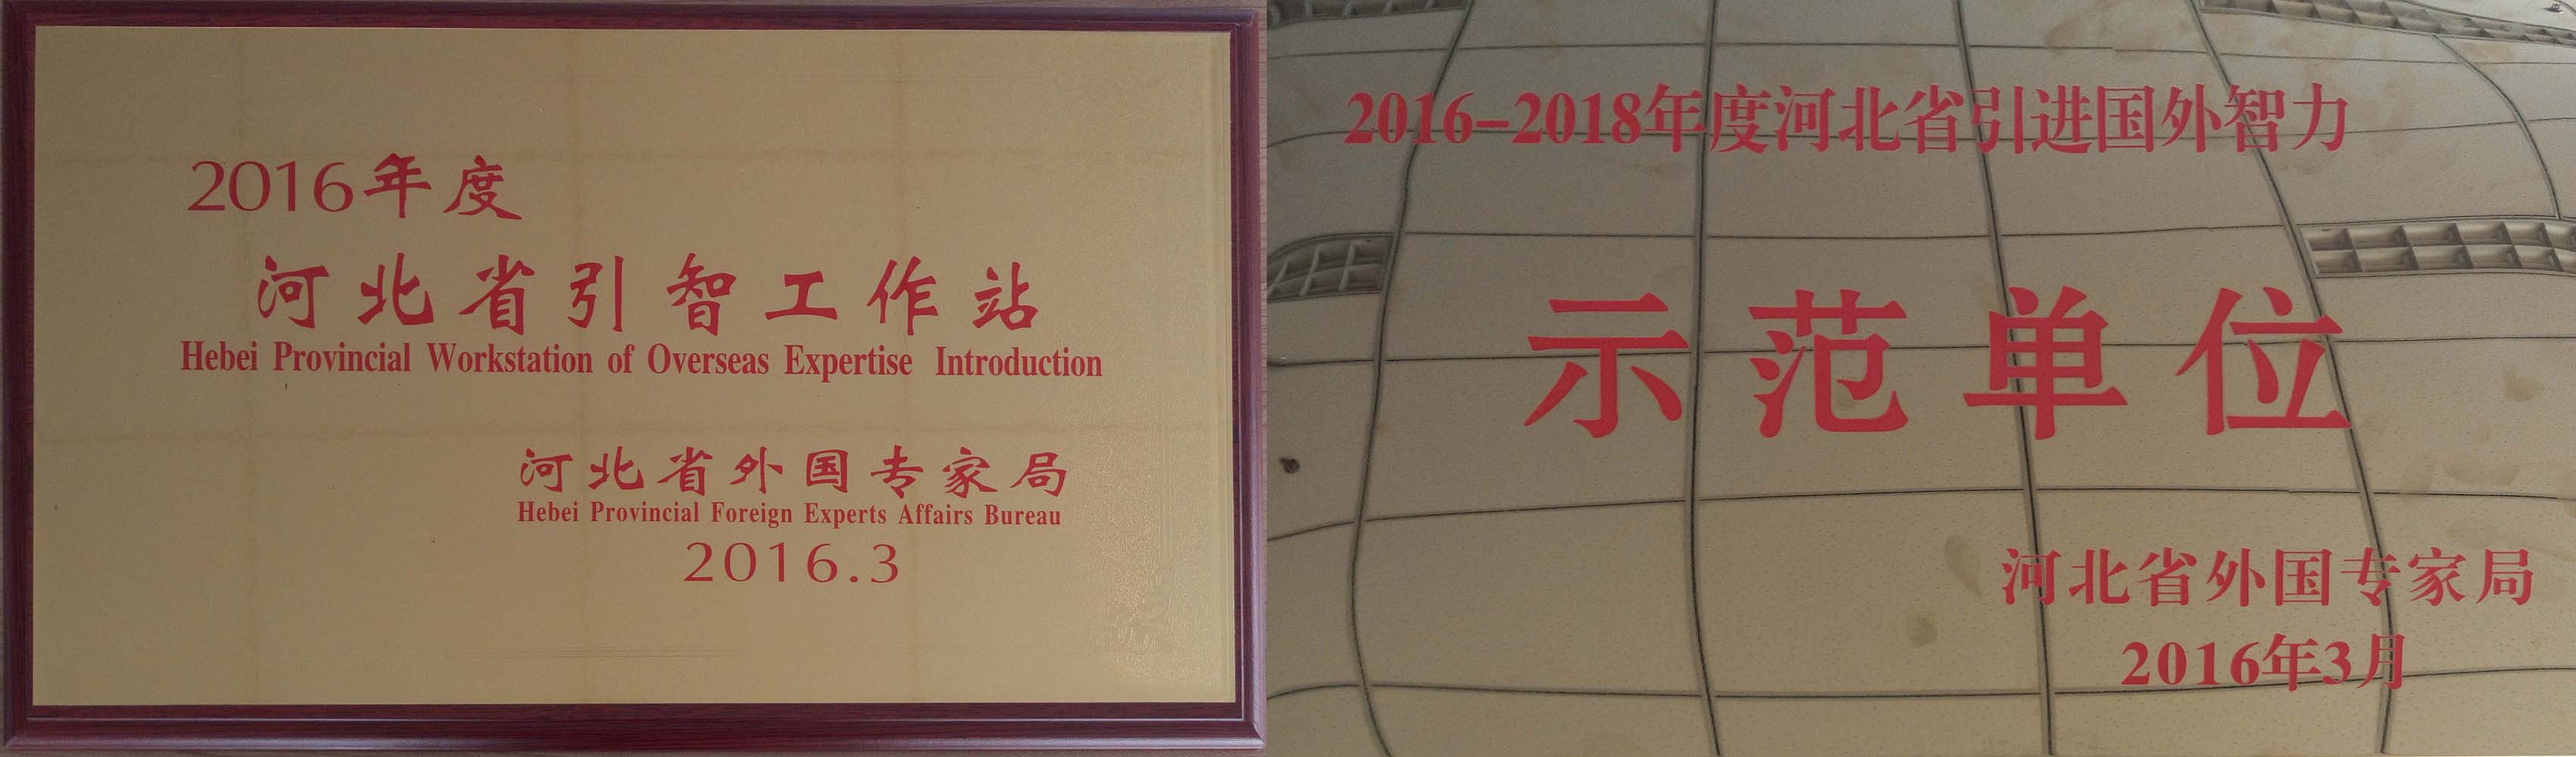 2016年度
河北省引智工作站
Hebei Provincial Workstation of Overseas Expertise Introduction
河北省外国专家局
Hebei Provincial Foreign Experts Affairs Bureau
2016.3
2016-2018年度河北省引进国外智力
示范单位
河北省外国专家局
2016年3月